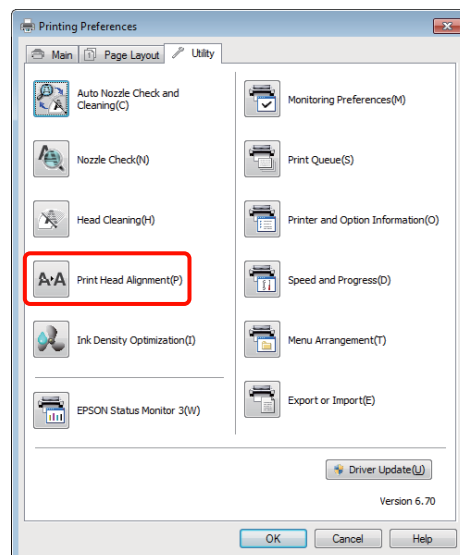 Printing Preferences
Main
Page Layout
Utility
Auto Nozzle Check and
Cleaning(C)
Nozzle Check(N)
Head Cleaning(H)
Print Head Alignment(P)
Ink Density Optimization(I)
EPSON Status Monitor 3(W)
Monitoring Preferences(M)
Print Queue(S)
Printer and Option Information(O)
Speed and Progress(D)
Menu Arrangement(T)
Export or Import(E)
Driver Update(U)
Version 6.70
OK
Cancel
Help